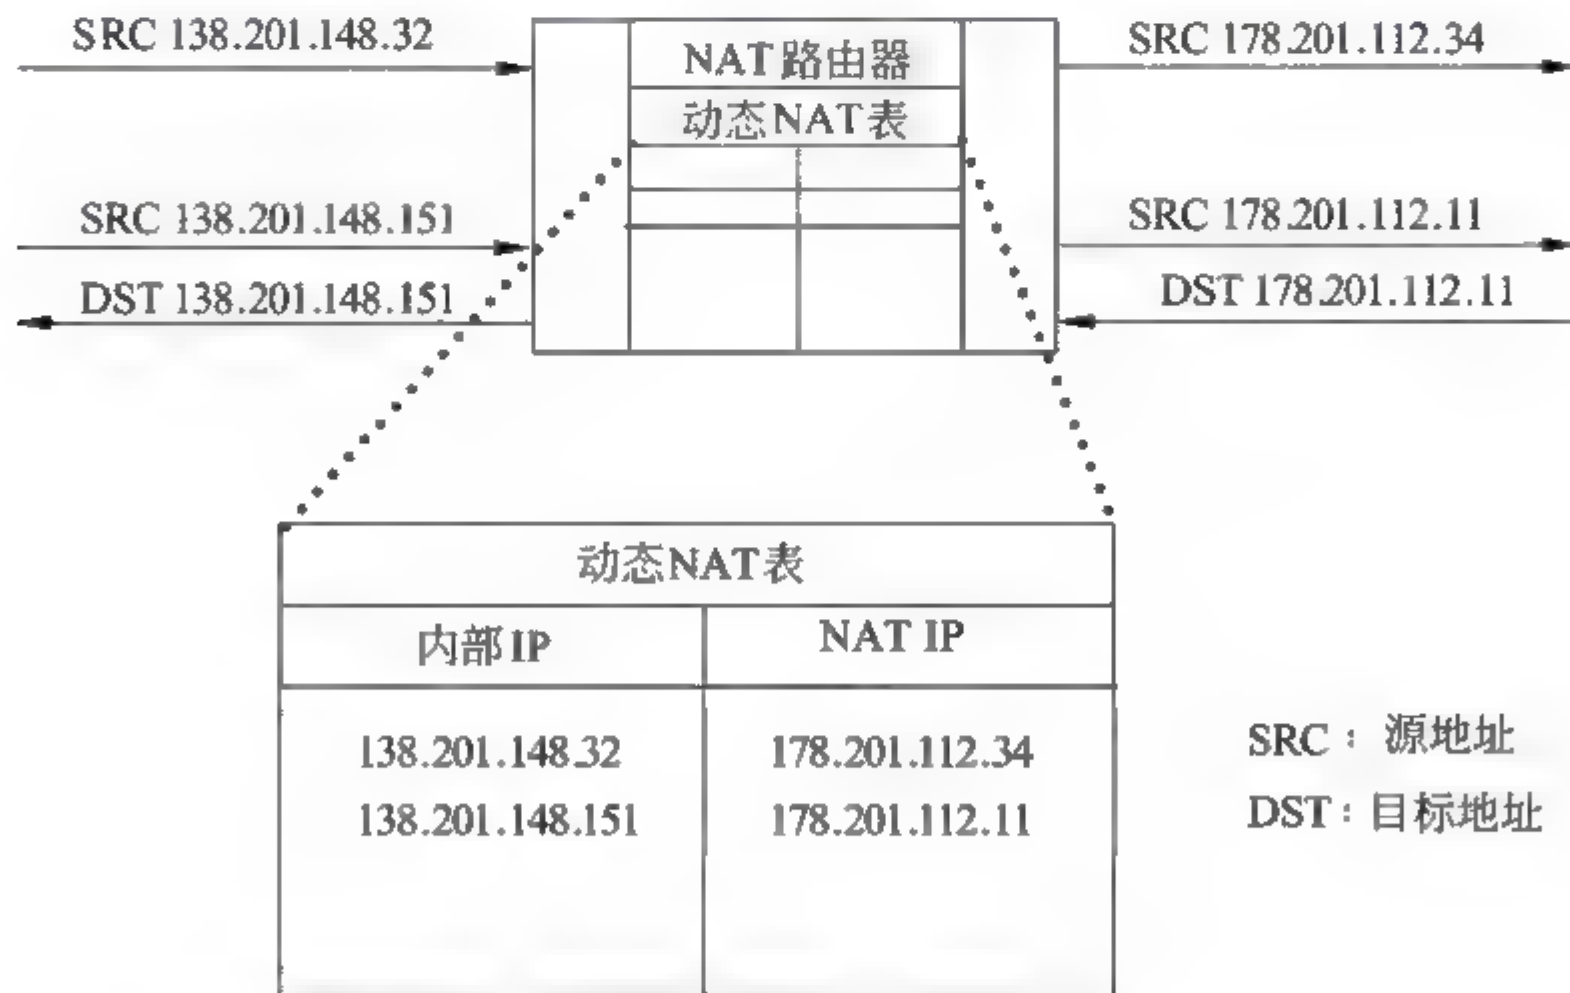 SRC 138.201.148.32
NAT路由器
SRC 178.201.112.34
动态NAT表
SRC 138.201.148.151
SRC 178.201.112.11
DST 138.201.148.151
DST 178.201.112.11
动态NAT表
内部IP
NAT IP
138.201.148.32
178.201.112.34
138.201.148.151
178.201.112.11
SRC：源地址
DST：目标地址